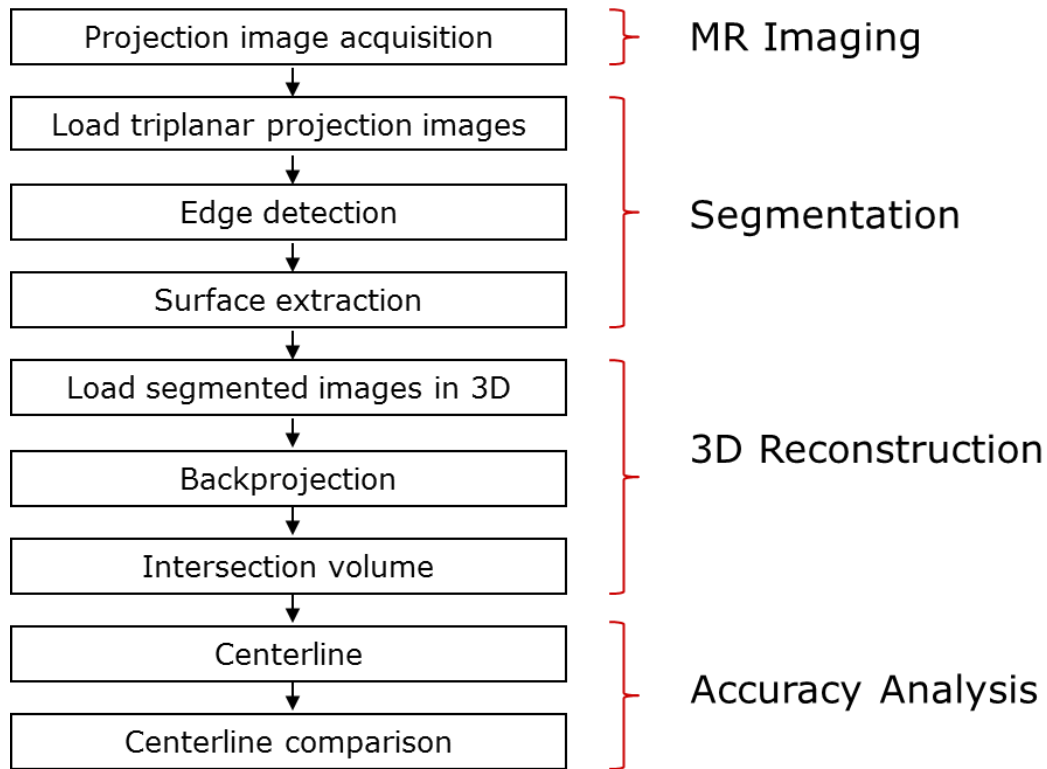 Projection image acquisition
MR Imaging
Load triplanar projection images
Edge detection
Segmentation
Surface extraction
Load segmented images in 3D
3D Reconstruction
Backprojection
Intersection volume
Centerline
Accuracy Analysis
Centerline comparison